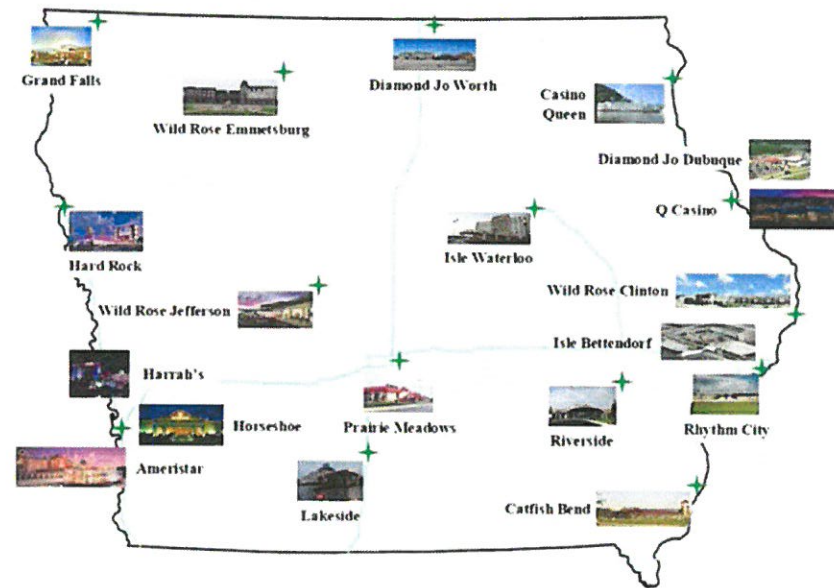 Grand Falls
Diamond Jo Worth
Wild Rose Emmetsburg
Casino
Queen
Diamond Jo Dubuque
Q Casino
Hard Rock
Isle Waterloo
Wild Rose Clinton
Wild Rose Jefferson
Isle Bettendorf
Harrah's
Horseshoe
Prairie Meadows
Riverside
Rhythm City
Ameristar
Lakeside
Catfish Bend